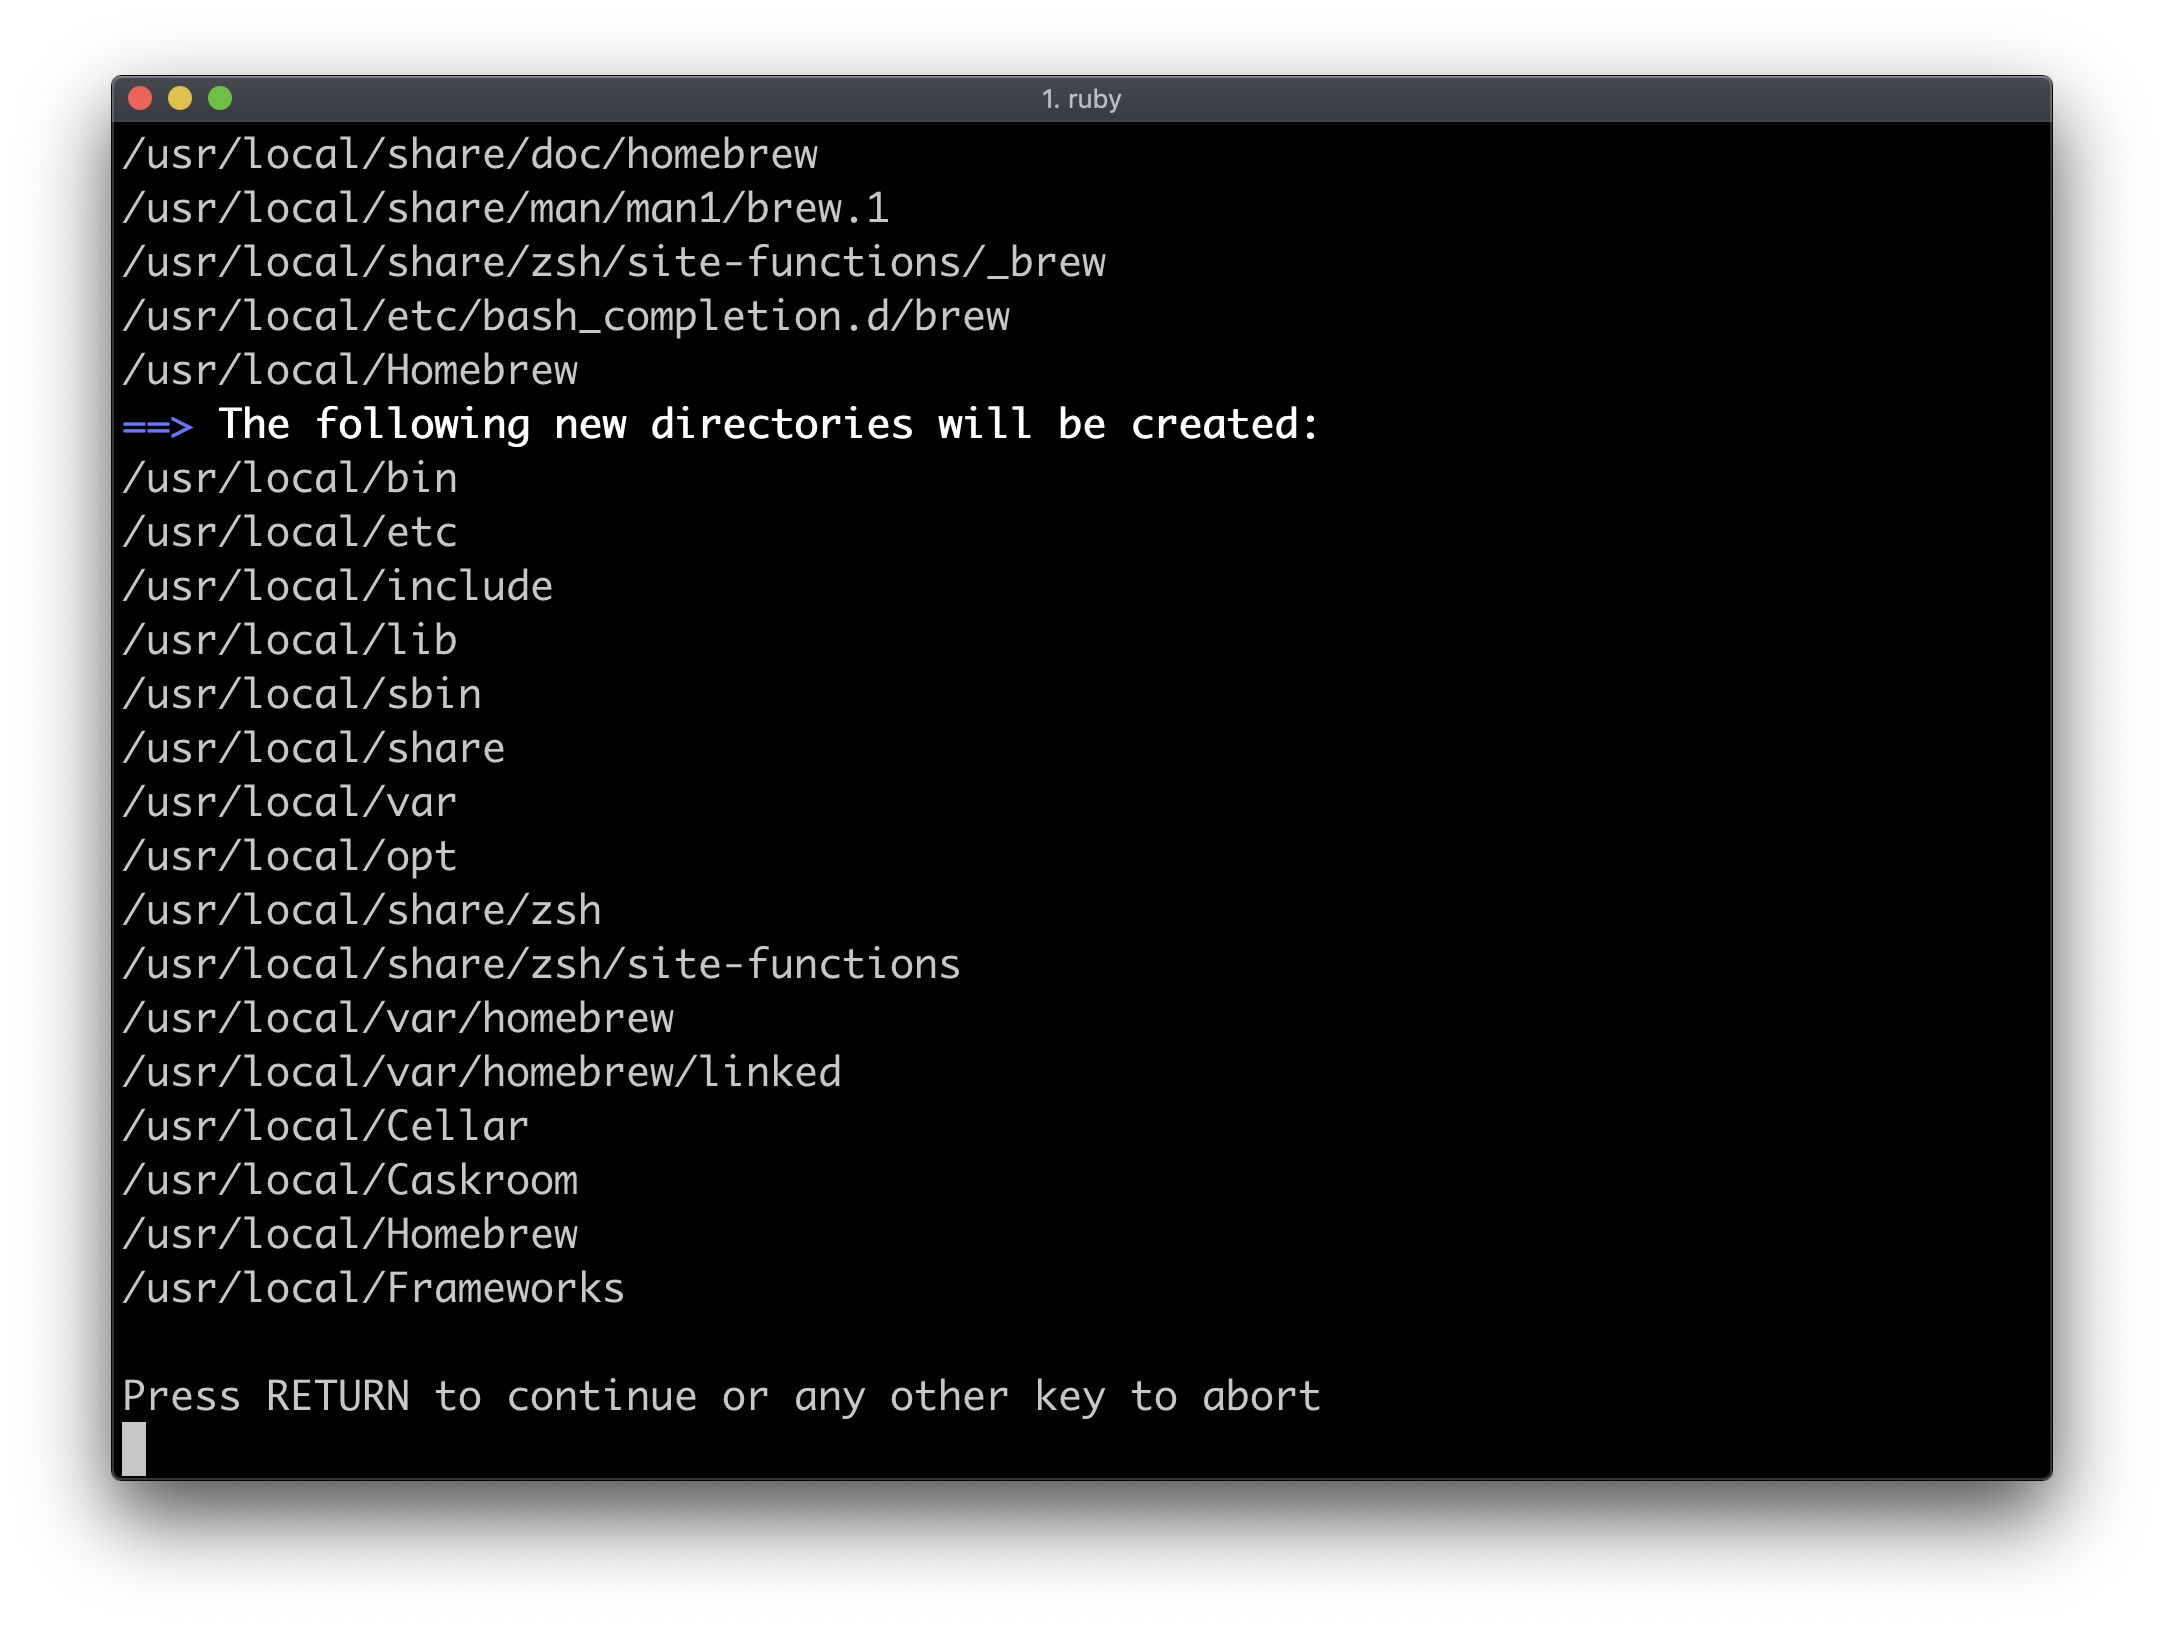 1. ruby
/usr/local/share/doc/homebrew
/usr/local/share/man/man1/brew.1
/usr/local/share/zsh/site-functions/_brew
/usr/local/etc/bash_completion.d/brew
/usr/local/Homebrew
==> The following new directories will be created:
/usr/local/bin
/usr/local/etc
/usr/local/include
/usr/local/lib
/usr/local/sbin
/usr/local/share
/usr/local/var
/usr/local/opt
/usr/local/share/zsh
/usr/local/share/zsh/site-functions
/usr/local/var/homebrew
/usr/local/var/homebrew/linked
/usr/local/Cellar
/usr/local/Caskroom
/usr/local/Homebrew
/usr/local/Frameworks
Press RETURN to continue or any other key to abort